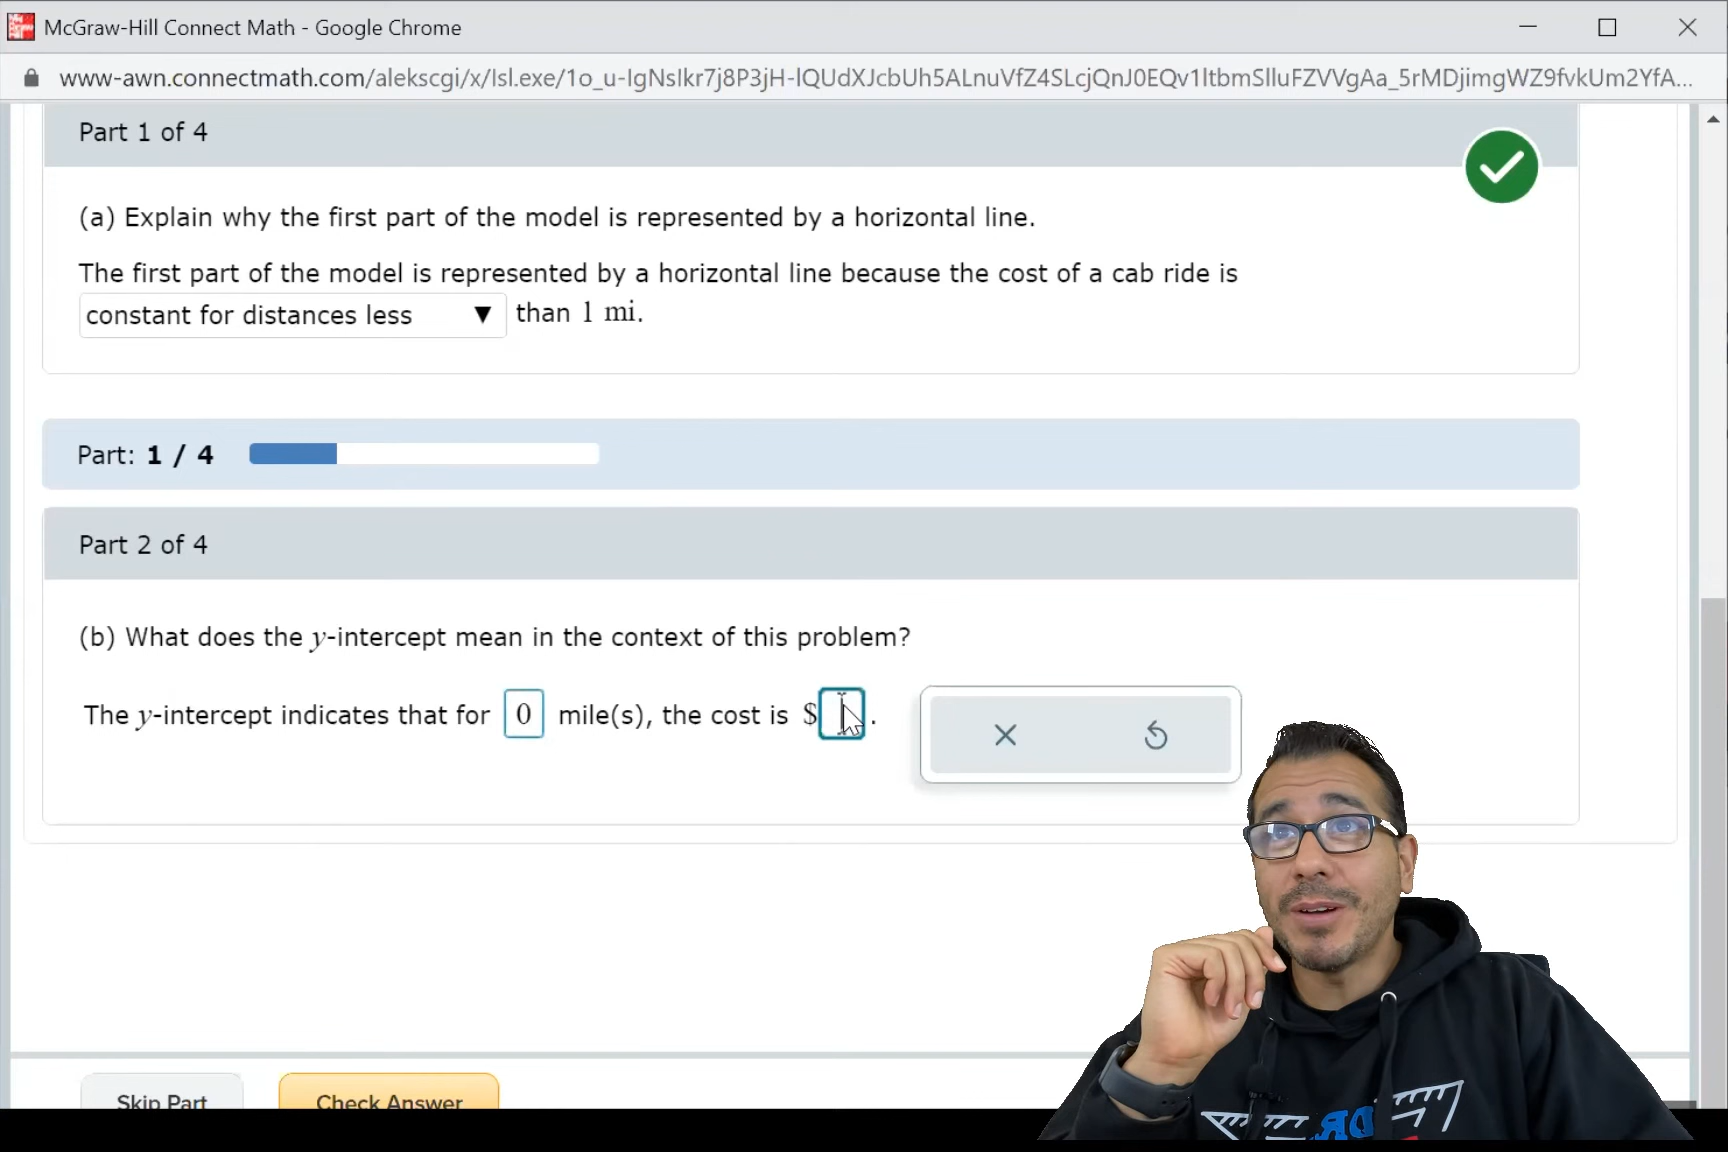 McGraw-Hill Connect Math - Google Chrome
www-awn.connectmath.com/alekscgi/x/Isl.exe/1o_u-IgNsIkr7j8P3jH-lQUdXJcbUh5ALnuVfZ4SLcjQnJ0EQv1ltbmSlluFZVVgAa_5rMDjimgWZ9fvkUm2YfA...
Part 1 of 4
(a) Explain why the first part of the model is represented by a horizontal line.
The first part of the model is represented by a horizontal line because the cost of a cab ride is
constant for distances less ▼ than 1 mi.
Part: 1 / 4
Part 2 of 4
(b) What does the y-intercept mean in the context of this problem?
The y-intercept indicates that for 0 mile(s), the cost is $ .
Skip Part
Check Answer